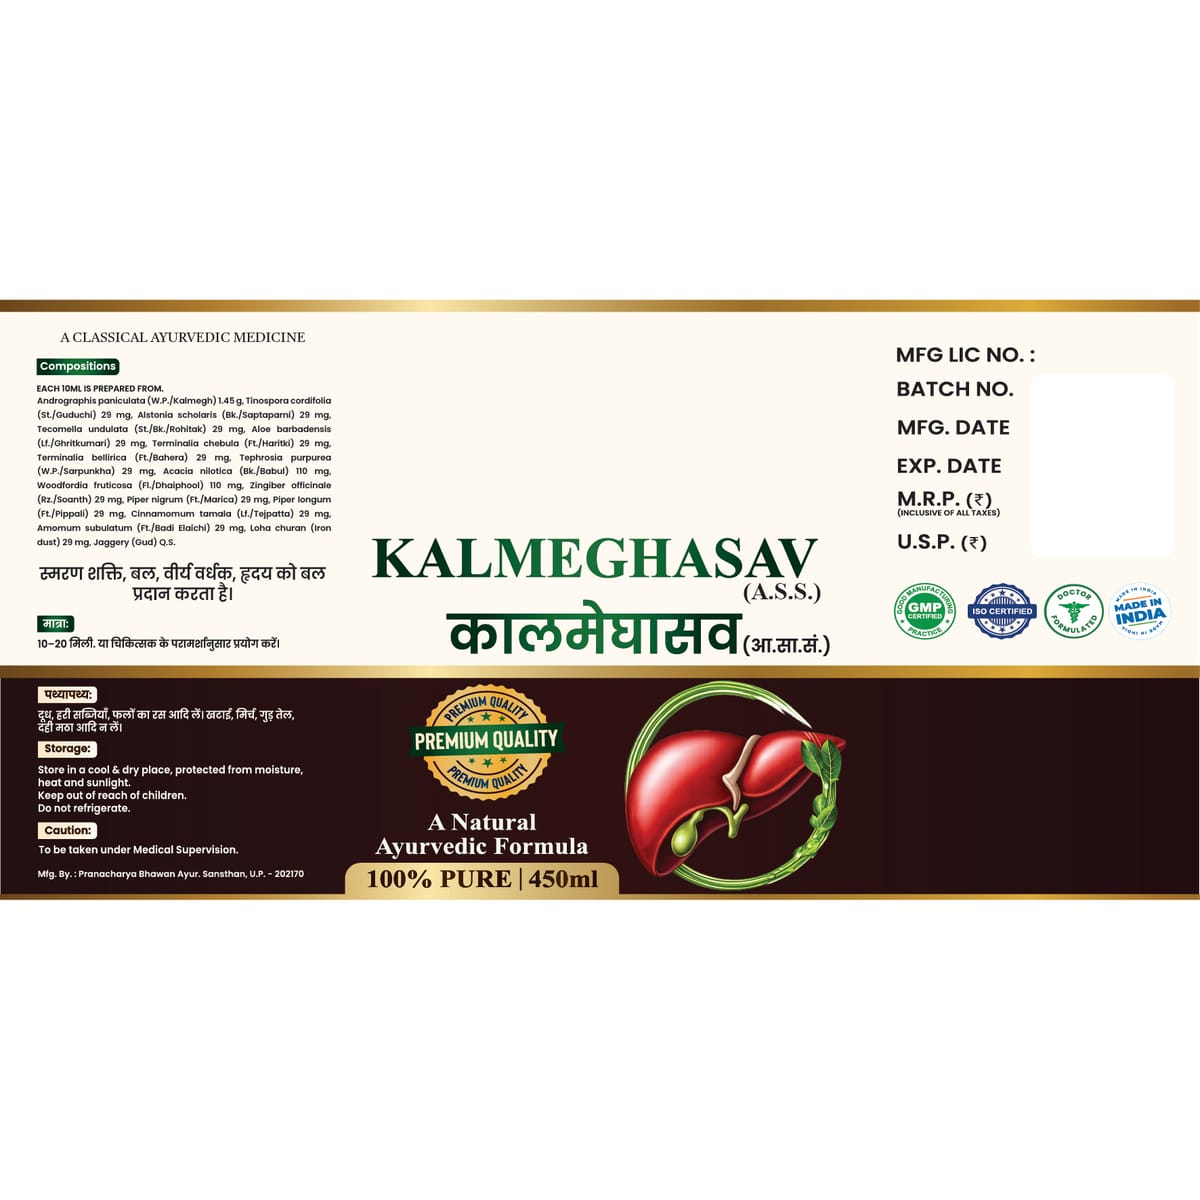 A CLASSICAL AYURVEDIC MEDICINE
Compositions
EACH 10ML IS PREPARED FROM.
Andrographis paniculata (W.P./Kalmegh) 1.45 g, Tinospora cordifolia
(St./Guduchi) 29 mg, Alstonia scholaris (Bk./Saptaparni) 29 mg,
Tecomella undulata (St./Bk./Rohitak) 29 mg, Aloe barbadensis
(Lf./Ghritkumari) 29 mg, Terminalia chebula (Ft./Haritki) 29 mg,
Terminalia bellirica (Ft./Bahera) 29 mg, Tephrosia purpurea
(W.P./Sarpunkha) 29 mg, Acacia nilotica (Bk./Babul) 110 mg,
Woodfordia fruticosa (Fl./Dhaiphool) 110 mg, Zingiber officinale
(Rz./Soanth) 29 mg, Piper nigrum (Ft./Marica) 29 mg, Piper longum
(Ft./Pippali) 29 mg, Cinnamomum tamala (Lf./Tejpatta) 29 mg,
Amomum subulatum (Ft./Badi Elaichi) 29 mg, Loha churan (Iron
dust) 29 mg, Jaggery (Gud) Q.S.
स्मरण शक्ति, बल, वीर्य वर्धक, हृदय को बल
प्रदान करता है।
मात्रा:
10-20 मिली. या चिकित्सक के परामर्शानुसार प्रयोग करें।
पथ्यापथ्य:
दूध, हरी सब्जियाँ, फलों का रस आदि लें। खटाई, मिर्च, गुड़ तेल,
दही मठा आदि न लें।
Storage:
Store in a cool & dry place, protected from moisture,
heat and sunlight.
Keep out of reach of children.
Do not refrigerate.
Caution:
To be taken under Medical Supervision.
Mfg. By. : Pranacharya Bhawan Ayur. Sansthan, U.P. - 202170
KALMEGHASAV
(A.S.S.)
कालमेघासव (आ.सा.सं.)
PREMIUM QUALITY
PREMIUM QUALITY
PREMIUM QUALITY
A Natural
Ayurvedic Formula
100% PURE | 450ml
MFG LIC NO. :
BATCH NO.
MFG. DATE
EXP. DATE
M.R.P. (₹)
(INCLUSIVE OF ALL TAXES)
U.S.P. (₹)
GOOD MANUFACTURING
GMP
CERTIFIED
PRACTICE
ISO CERTIFIED
DOCTOR
FORMULATED
MADE IN INDIA
MADE IN
INDIA
MADE IN INDIA